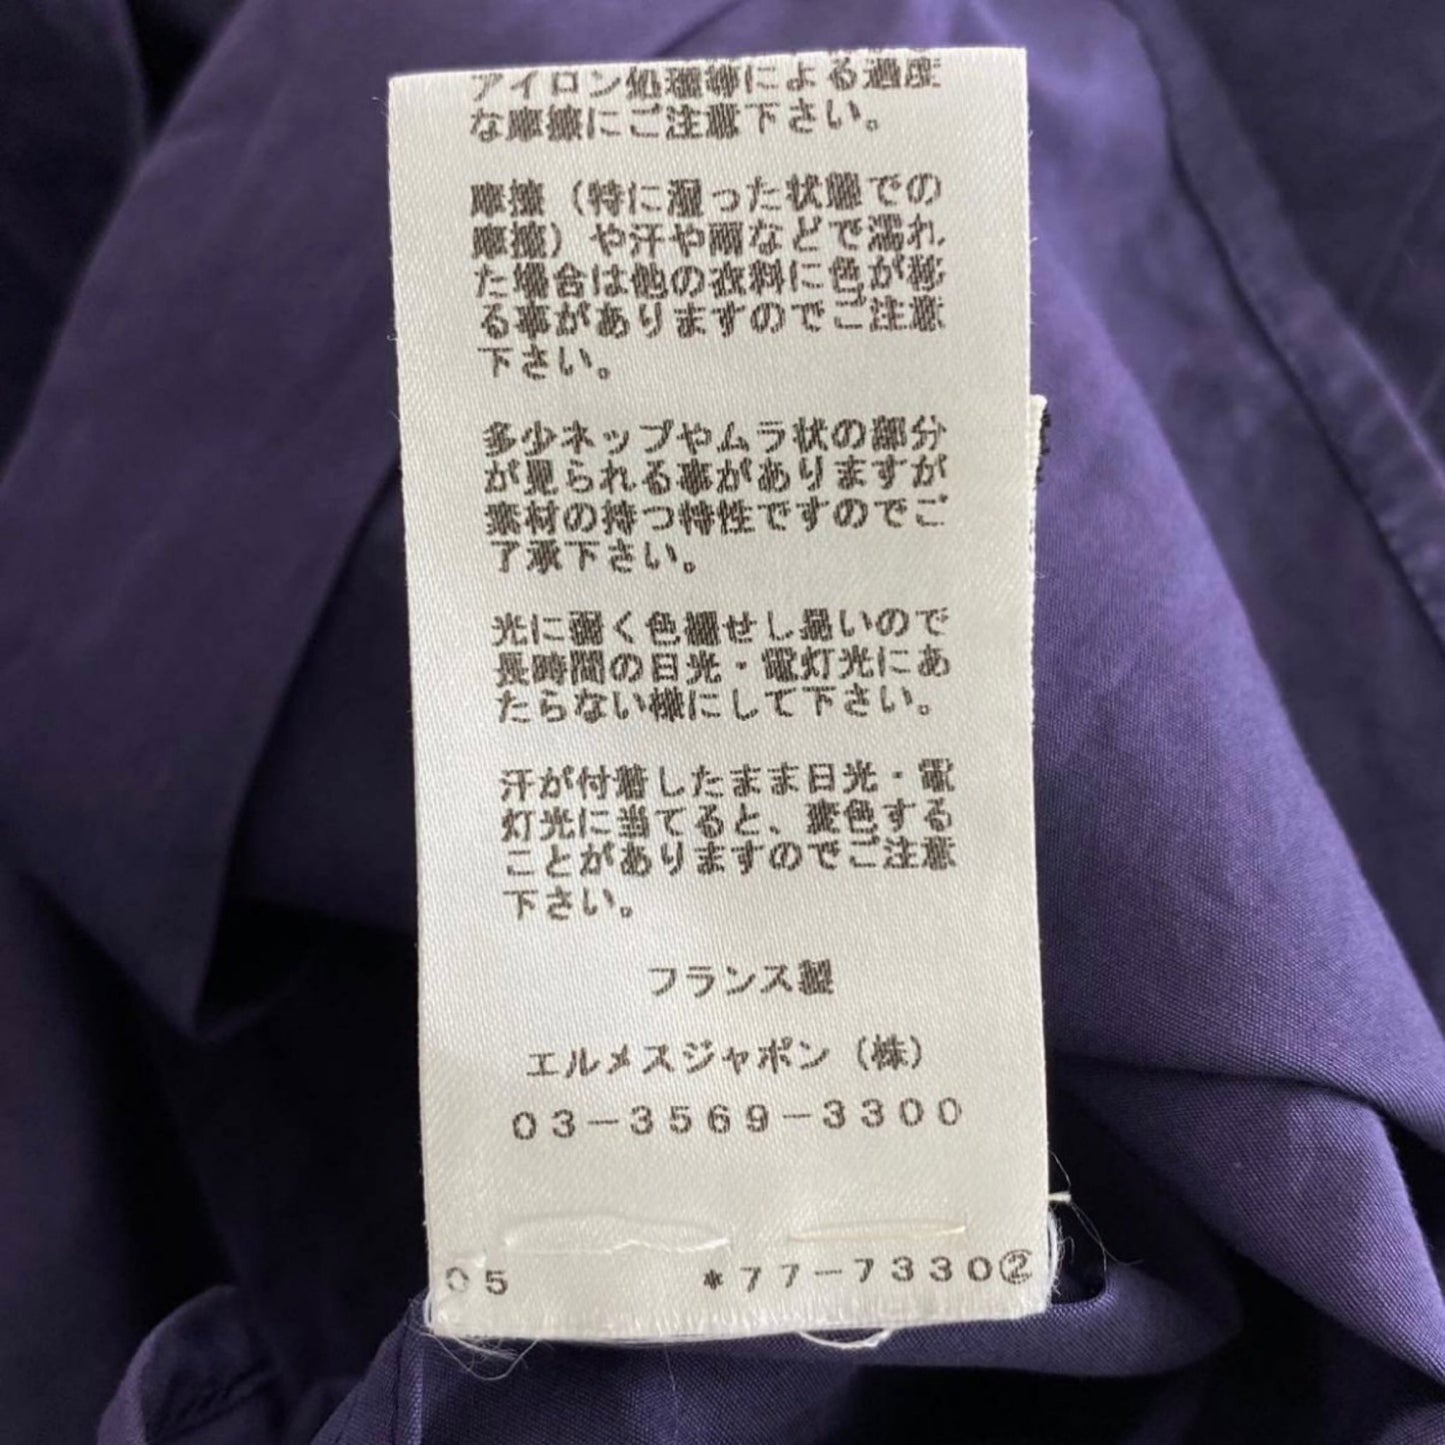 アイロン処理等による過度
な摩擦にご注意下さい。
摩擦(特に湿った状態での
摩擦)や汗や雨などで濡れ
た場合は他の衣料に色が移
る事がありますのでご注意
下さい。
多少ネップやムラ状の部分
が見られる事がありますが
素材の持つ特性ですのでご
了承下さい。
光に弱く色褪せし易いので
長時間の日光・電灯光にあ
たらない様にして下さい。
汗が付着したまま日光・電
灯光に当てると、変色する
ことがありますのでご注意
下さい。
フランス製
エルメスジャポン(株)
03-3569-3300
05 *77-7330②